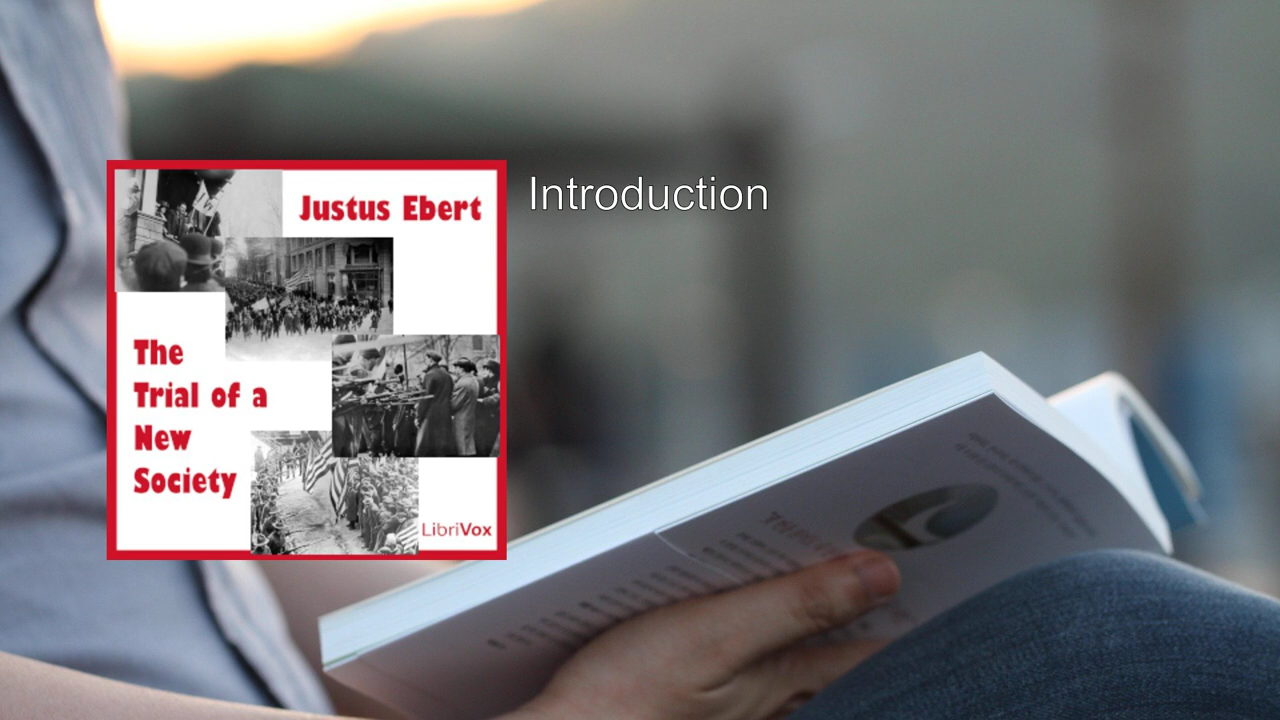 Introduction
Justus Ebert
The
Trial of a
New
Society
LibriVox